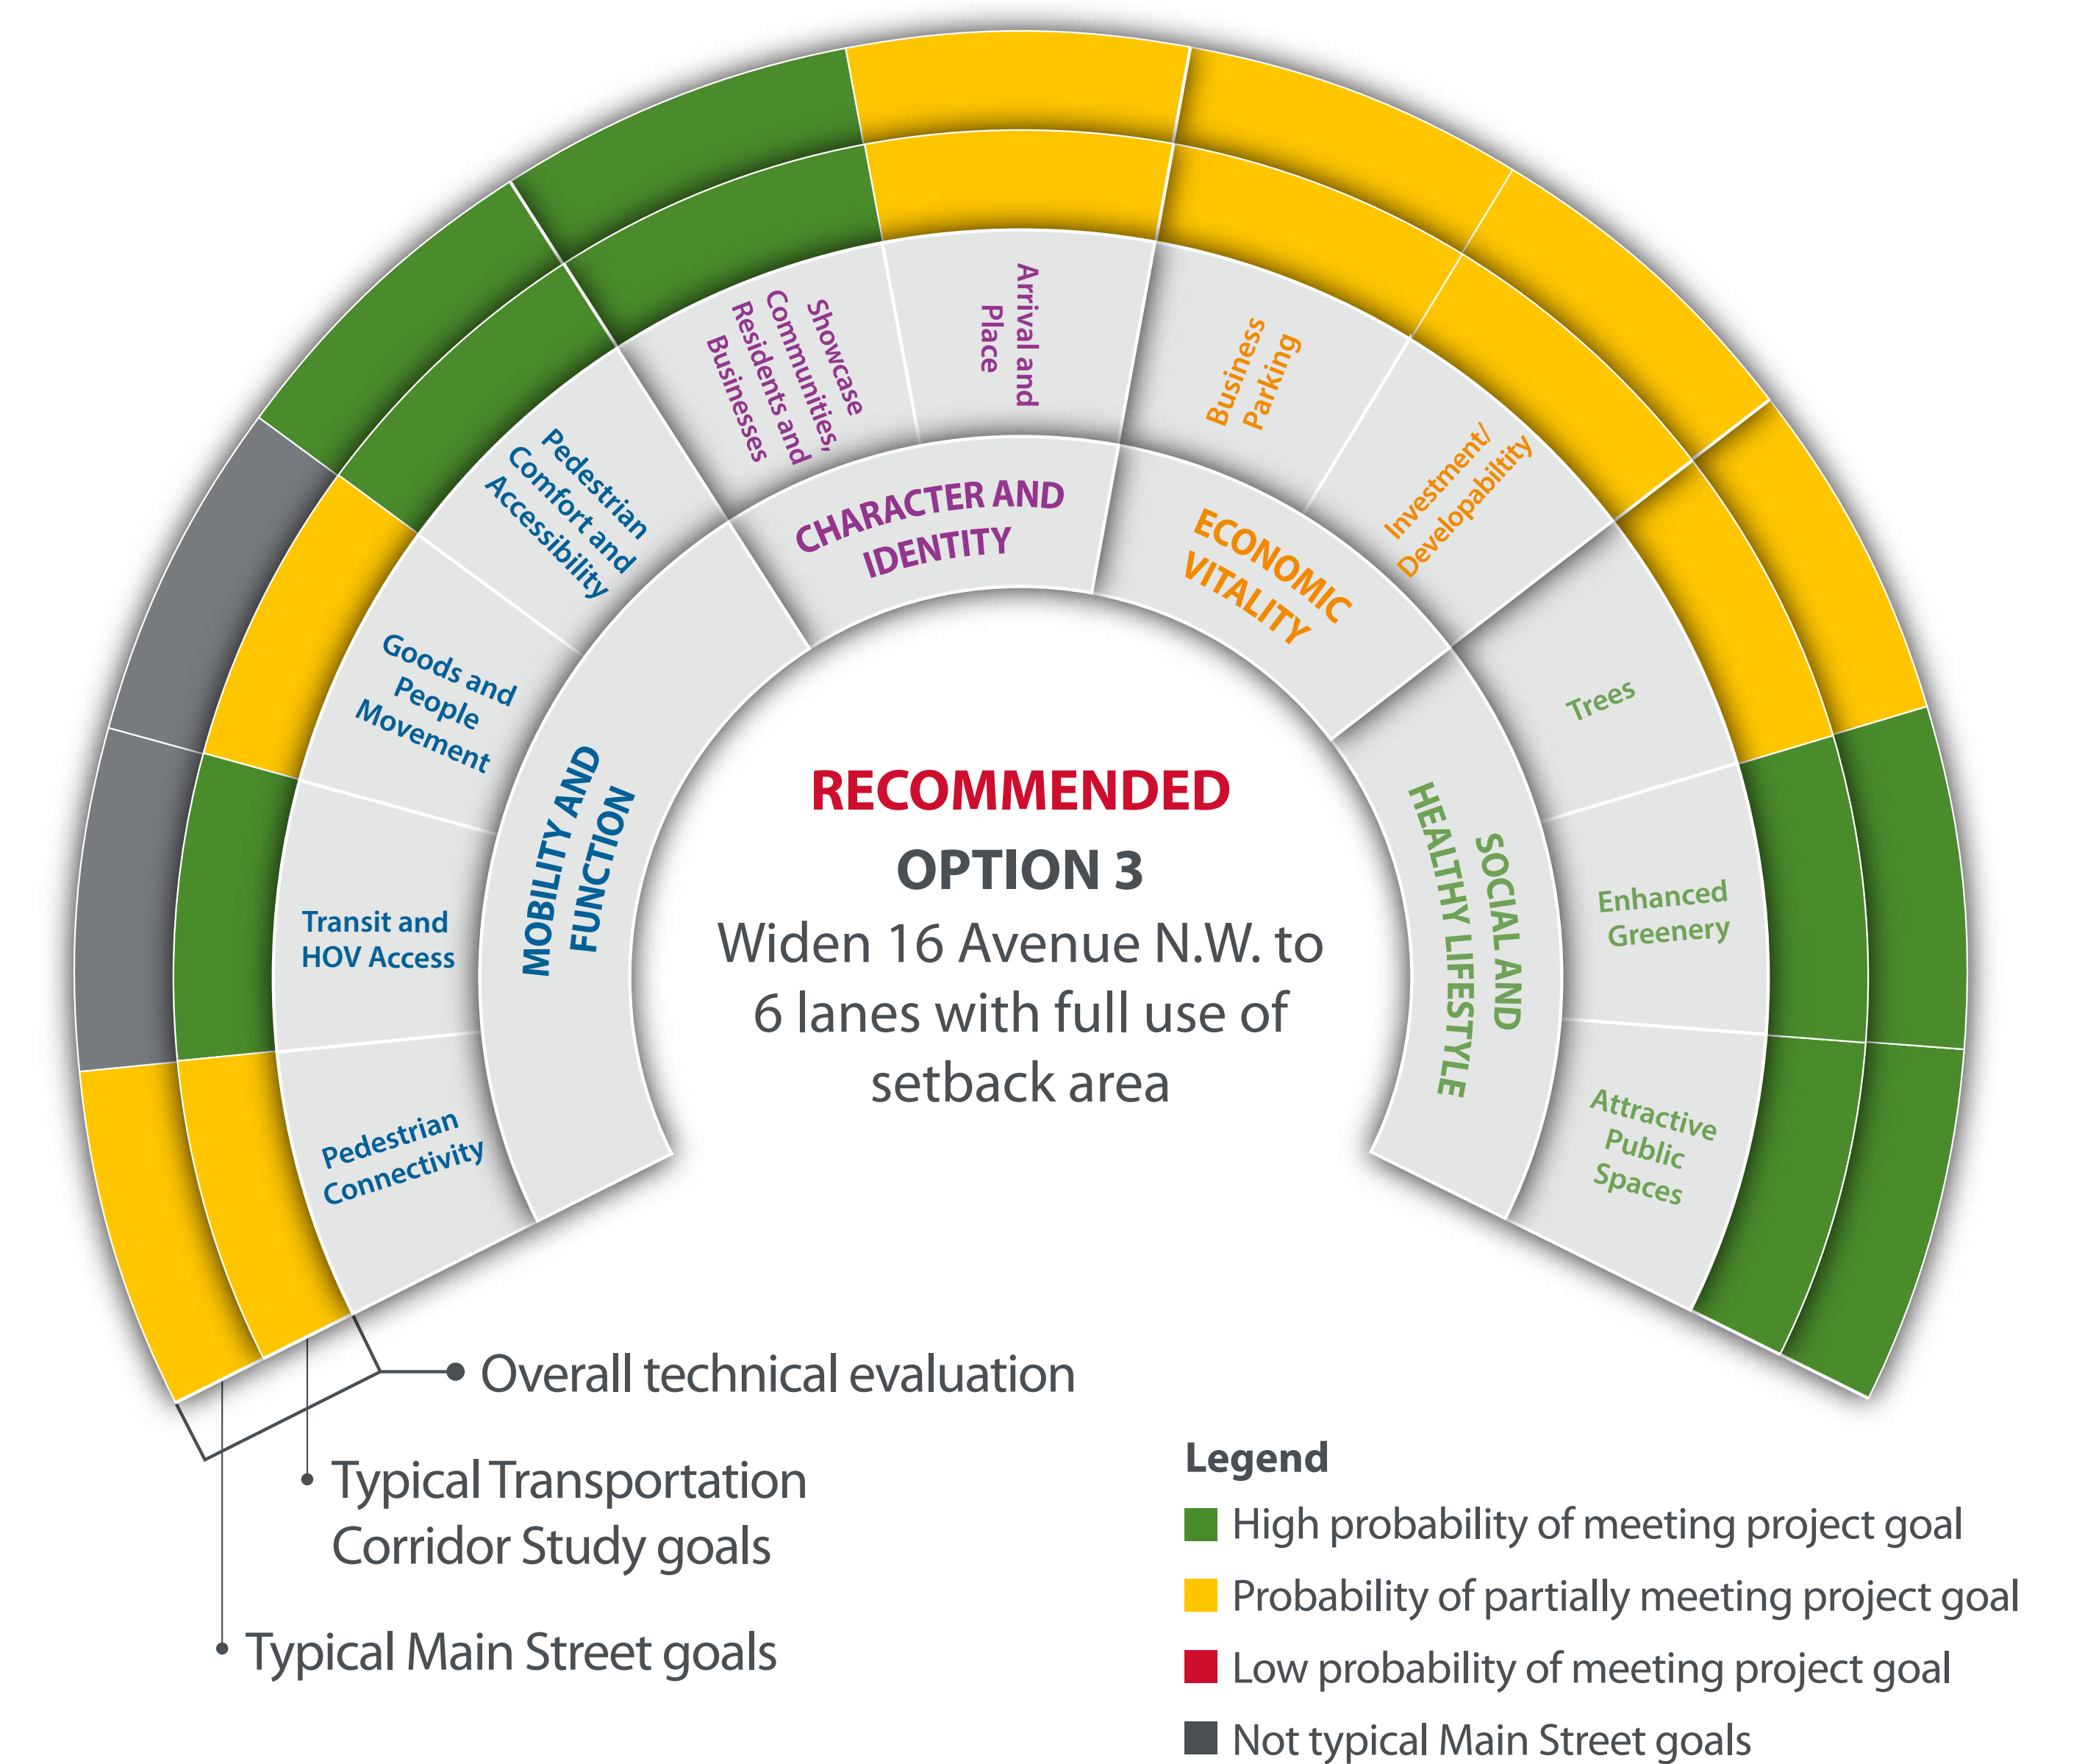 Showcase
Communities,
Residents and
Businesses
Arrival and
Place
Business
Parking
Investment/
Developabiltity
Pedestrian
Comfort and
Accessibility
CHARACTER AND
IDENTITY
ECONOMIC
VITALITY
Goods and
People
Movement
Trees
MOBILITY AND
FUNCTION
SOCIAL AND
HEALTHY LIFESTYLE
Transit and
HOV Access
Enhanced
Greenery
Pedestrian
Connectivity
Attractive
Public
Spaces
RECOMMENDED
OPTION 3
Widen 16 Avenue N.W. to
6 lanes with full use of
setback area
Overall technical evaluation
Typical Transportation
Corridor Study goals
Typical Main Street goals
Legend
High probability of meeting project goal
Probability of partially meeting project goal
Low probability of meeting project goal
Not typical Main Street goals